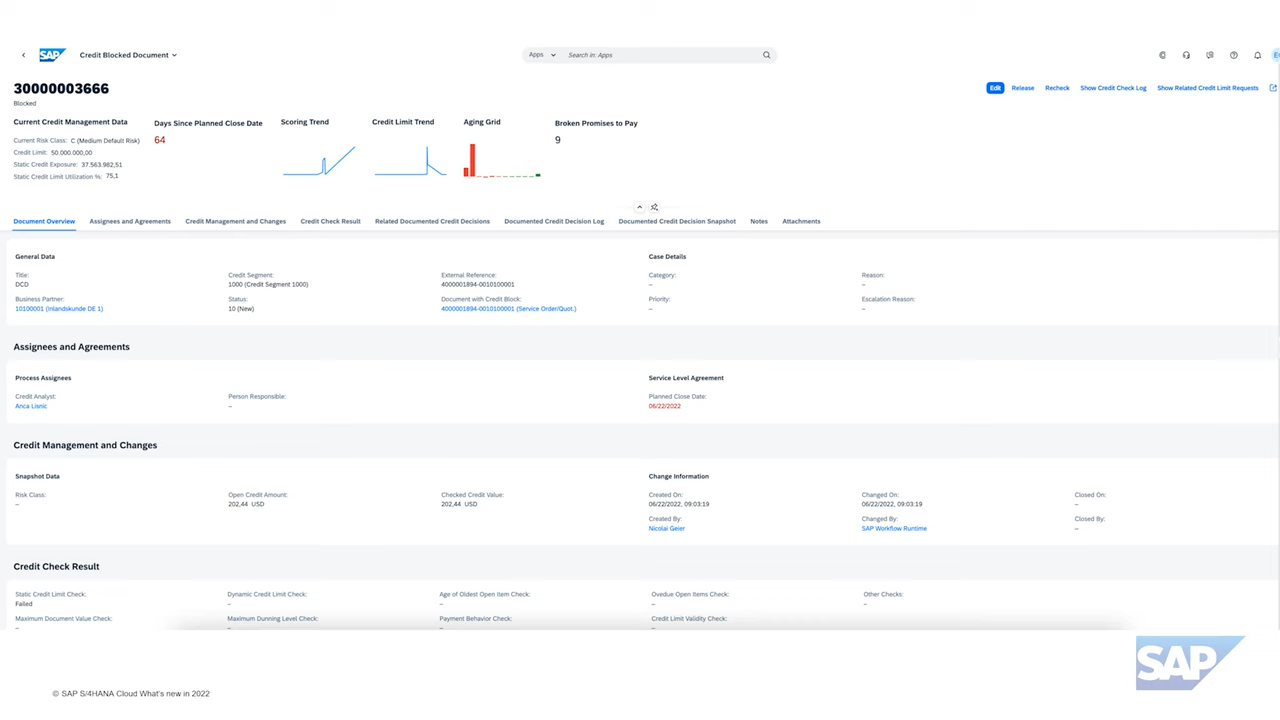 SAP Credit Blocked Document Apps Search in: Apps
30000003666
Edit Release Recheck Show Credit Check Log Show Related Credit Limit Requests
Blocked
Current Credit Management Data
Current Risk Class: C (Medium Default Risk)
Credit Limit: 50.000.000,00
Static Credit Exposure: 37.563.982,51
Static Credit Limit Utilization %: 75,1
Days Since Planned Close Date
64
Scoring Trend
Credit Limit Trend
Aging Grid
Broken Promises to Pay
9
Document Overview Assignees and Agreements Credit Management and Changes Credit Check Result Related Documented Credit Decisions Documented Credit Decision Log Documented Credit Decision Snapshot Notes Attachments
General Data
Title:
DCD
Business Partner:
10100001 (Inlandskunde DE 1)
Credit Segment:
1000 (Credit Segment 1000)
Status:
10 (New)
External Reference:
4000001894-0010100001
Document with Credit Block:
4000001894-0010100001 (Service Order/Quot.)
Case Details
Category:
–
Priority:
–
Reason:
–
Escalation Reason:
–
Assignees and Agreements
Process Assignees
Credit Analyst:
Anca Lisnic
Person Responsible:
–
Service Level Agreement
Planned Close Date:
06/22/2022
Credit Management and Changes
Snapshot Data
Risk Class:
–
Open Credit Amount:
202,44 USD
Checked Credit Value:
202,44 USD
Change Information
Created On:
06/22/2022, 09:03:19
Created By:
Nicolai Geier
Changed On:
06/22/2022, 09:03:19
Changed By:
SAP Workflow Runtime
Closed On:
–
Closed By:
–
Credit Check Result
Static Credit Limit Check:
Failed
Maximum Document Value Check:
–
Dynamic Credit Limit Check:
–
Maximum Dunning Level Check:
–
Age of Oldest Open Item Check:
–
Payment Behavior Check:
–
Ovedue Open Items Check:
–
Credit Limit Validity Check:
–
Other Checks:
–
SAP
© SAP S/4HANA Cloud What's new in 2022